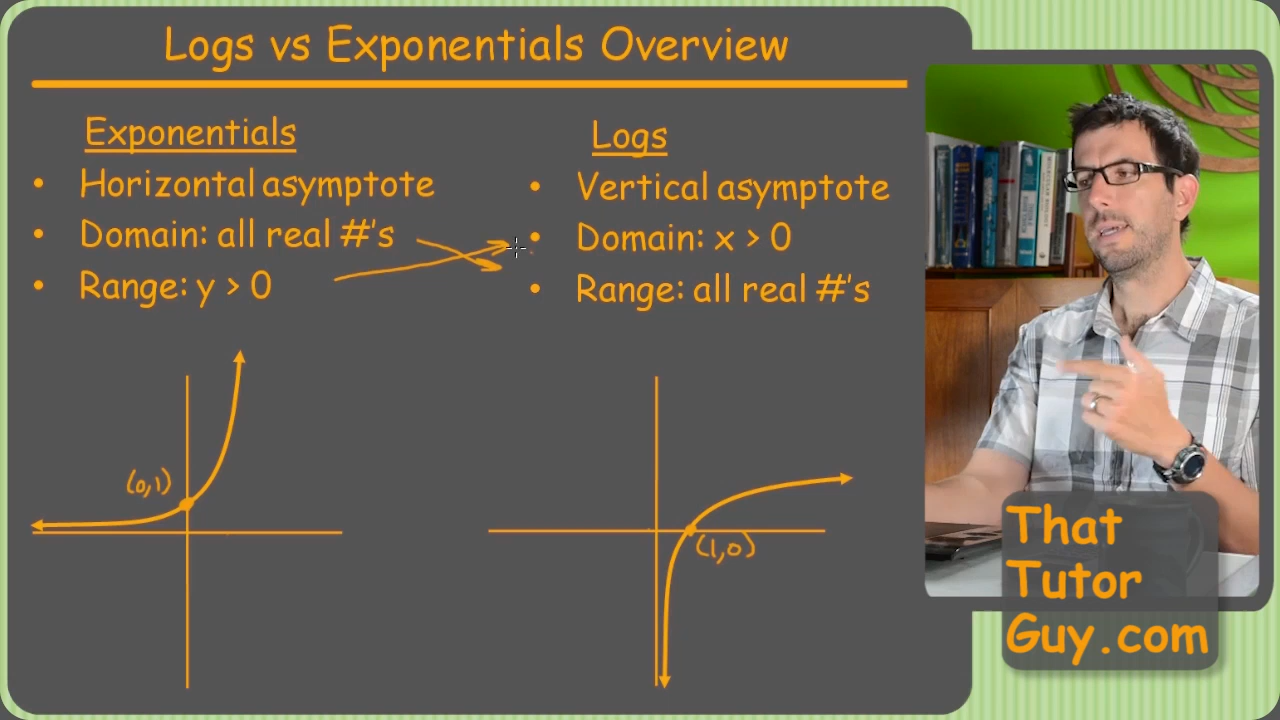 Logs vs Exponentials Overview
Exponentials
• Horizontal asymptote
• Domain: all real #'s
• Range: y > 0
Logs
• Vertical asymptote
• Domain: x > 0
• Range: all real #'s
(0,1)
(1,0)
That
Tutor
Guy.com